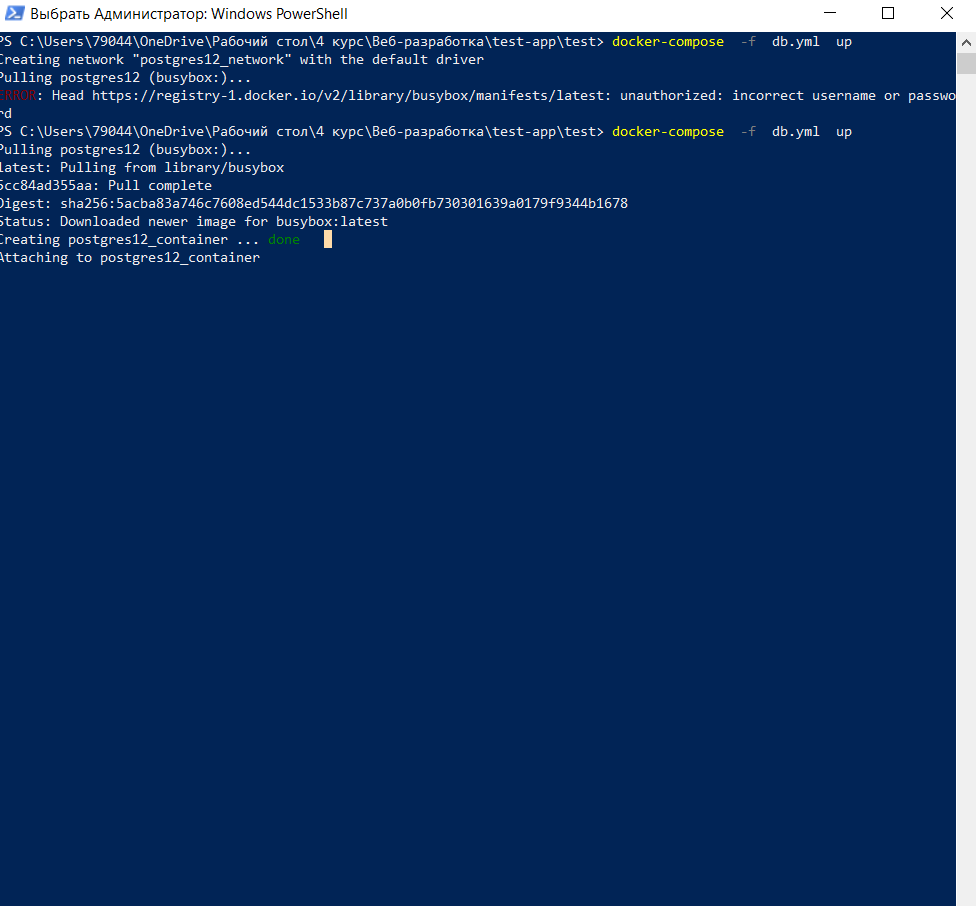 Выбрать Администратор: Windows PowerShell
PS C:\Users\79044\OneDrive\Рабочий стол\4 курс\Веб-разработка\test-app\test> docker-compose -f db.yml up
Creating network "postgres12_network" with the default driver
Pulling postgres12 (busybox:)...
ERROR: Head https://registry-1.docker.io/v2/library/busybox/manifests/latest: unauthorized: incorrect username or passwo
rd
PS C:\Users\79044\OneDrive\Рабочий стол\4 курс\Веб-разработка\test-app\test> docker-compose -f db.yml up
Pulling postgres12 (busybox:)...
latest: Pulling from library/busybox
5cc84ad355aa: Pull complete
Digest: sha256:5acba83a746c7608ed544dc1533b87c737a0b0fb730301639a0179f9344b1678
Status: Downloaded newer image for busybox:latest
Creating postgres12_container ... done
Attaching to postgres12_container